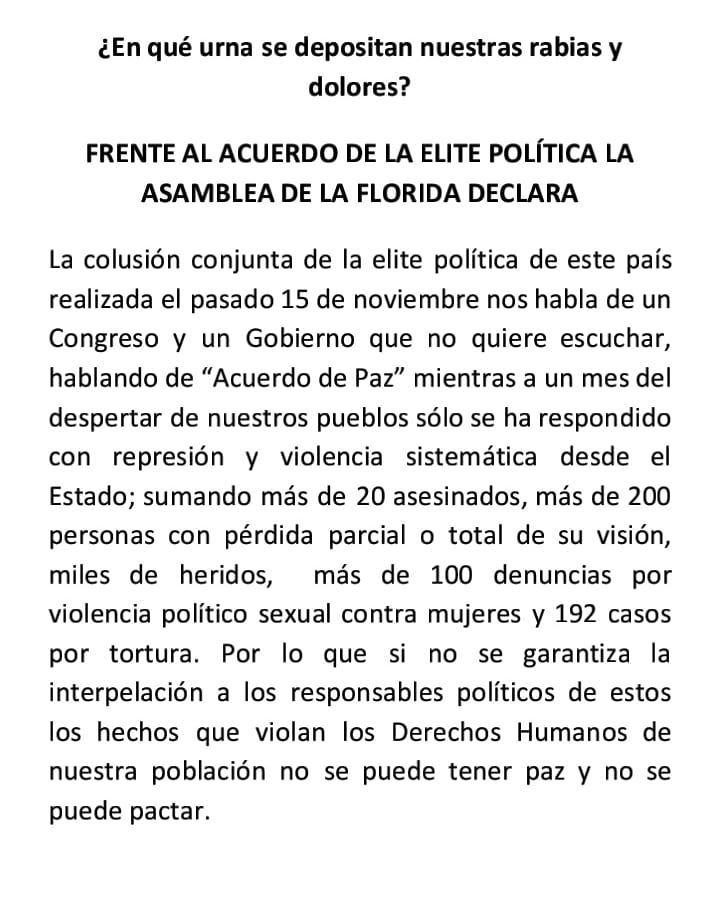 ¿En qué urna se depositan nuestras rabias y
dolores?
FRENTE AL ACUERDO DE LA ELITE POLÍTICA LA
ASAMBLEA DE LA FLORIDA DECLARA
La colusión conjunta de la elite política de este país
realizada el pasado 15 de noviembre nos habla de un
Congreso y un Gobierno que no quiere escuchar,
hablando de “Acuerdo de Paz” mientras a un mes del
despertar de nuestros pueblos sólo se ha respondido
con represión y violencia sistemática desde el
Estado; sumando más de 20 asesinados, más de 200
personas con pérdida parcial o total de su visión,
miles de heridos, más de 100 denuncias por
violencia político sexual contra mujeres y 192 casos
por tortura. Por lo que si no se garantiza la
interpelación a los responsables políticos de estos
los hechos que violan los Derechos Humanos de
nuestra población no se puede tener paz y no se
puede pactar.